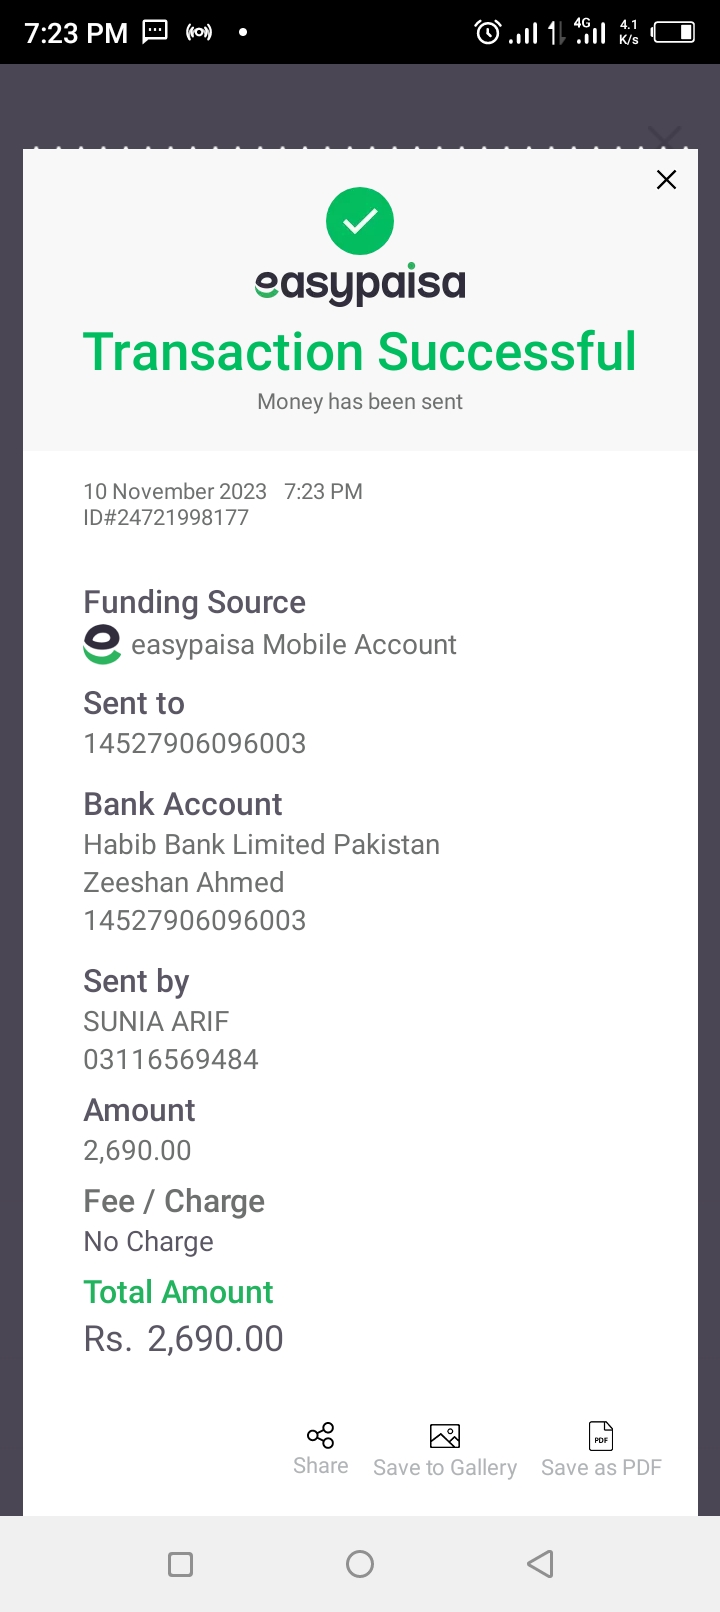 7:23 PM
4G
4.1
K/s
easypaisa
Transaction Successful
Money has been sent
10 November 2023 7:23 PM
ID#24721998177
Funding Source
easypaisa Mobile Account
Sent to
14527906096003
Bank Account
Habib Bank Limited Pakistan
Zeeshan Ahmed
14527906096003
Sent by
SUNIA ARIF
03116569484
Amount
2,690.00
Fee / Charge
No Charge
Total Amount
Rs. 2,690.00
PDF
Share
Save to Gallery
Save as PDF